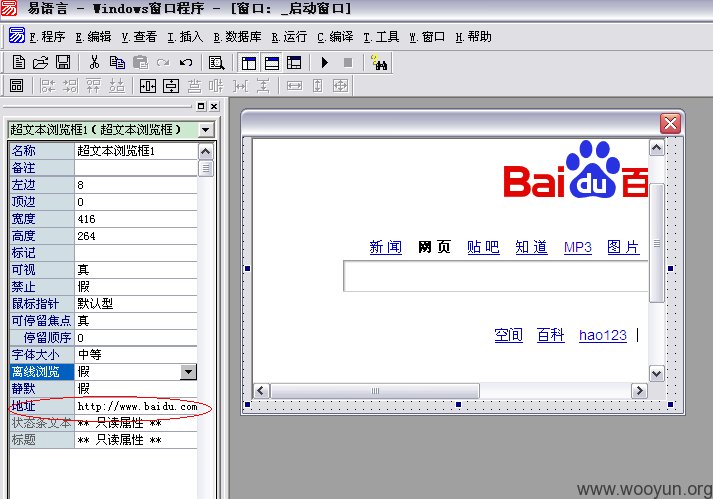 易语言 - Windows窗口程序 - [窗口: _启动窗口]
F.程序 E.编辑 V.查看 I.插入 B.数据库 R.运行 C.编译 T.工具 W.窗口 H.帮助
超文本浏览框1（超文本浏览框）
名称 超文本浏览框1
备注
左边 8
顶边 0
宽度 416
高度 264
标记
可视 真
禁止 假
鼠标指针 默认型
可停留焦点 真
停留顺序 0
字体大小 中等
离线浏览 假
静默 假
地址 http://www.baidu.com
状态条文本 ** 只读属性 **
标题 ** 只读属性 **
Bai du 百
新闻 网页 贴吧 知道 MP3 图片
空间 百科 hao123 |
www.wooyun.org